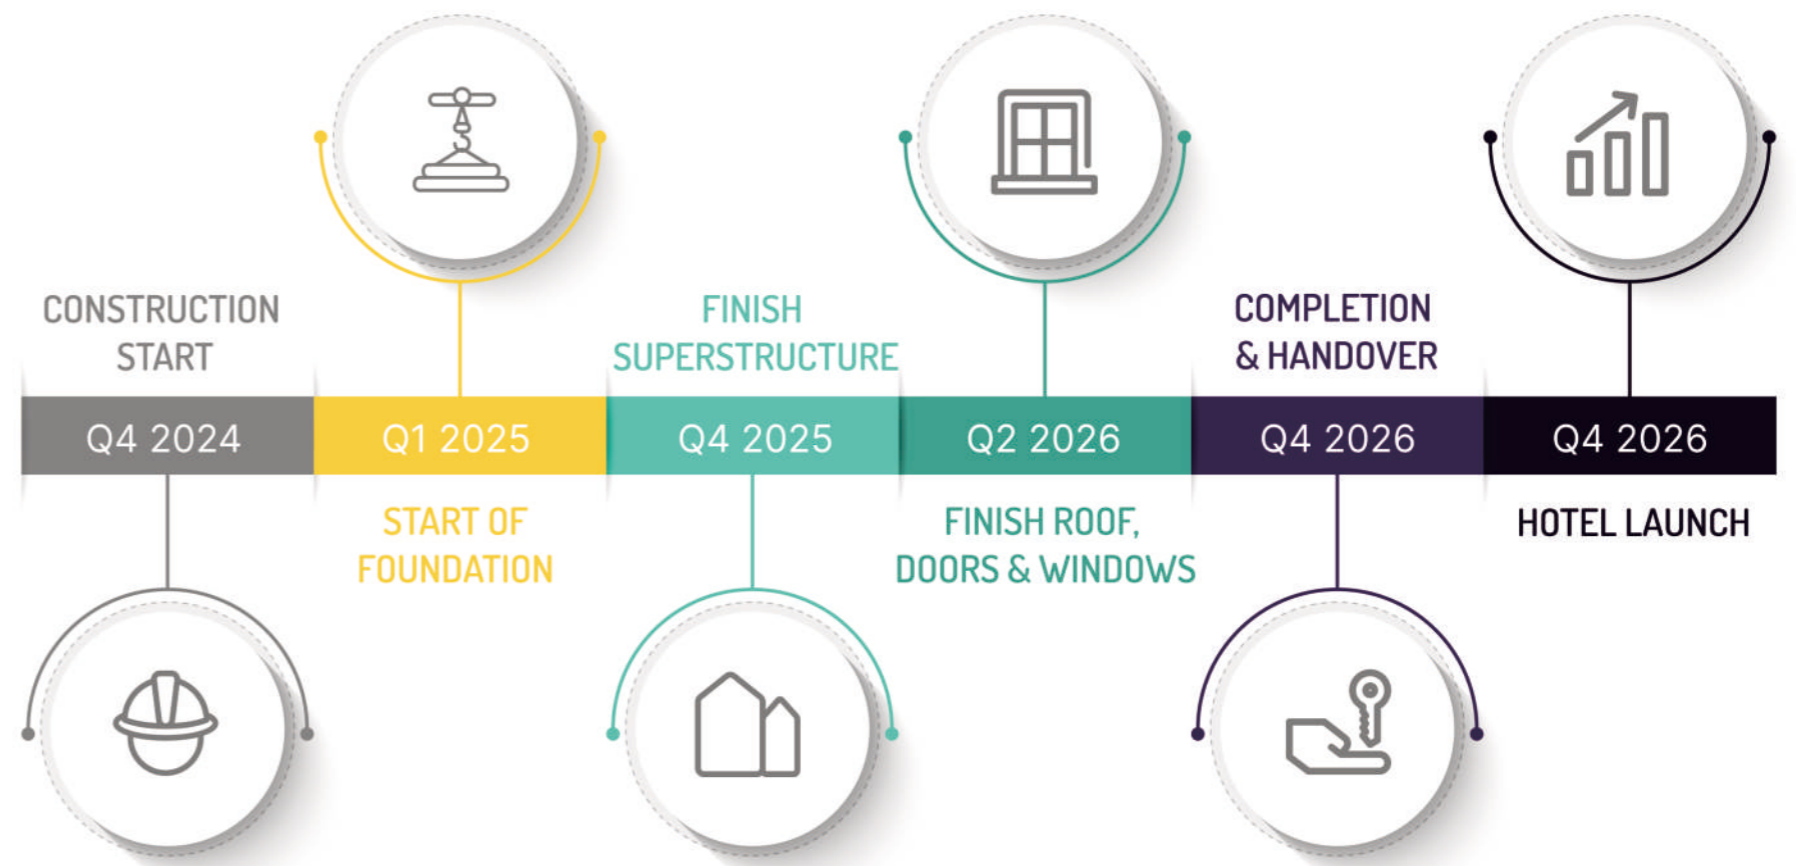 CONSTRUCTION
START
Q4 2024
Q1 2025
START OF
FOUNDATION
FINISH
SUPERSTRUCTURE
Q4 2025
Q2 2026
FINISH ROOF,
DOORS & WINDOWS
COMPLETION
& HANDOVER
Q4 2026
Q4 2026
HOTEL LAUNCH